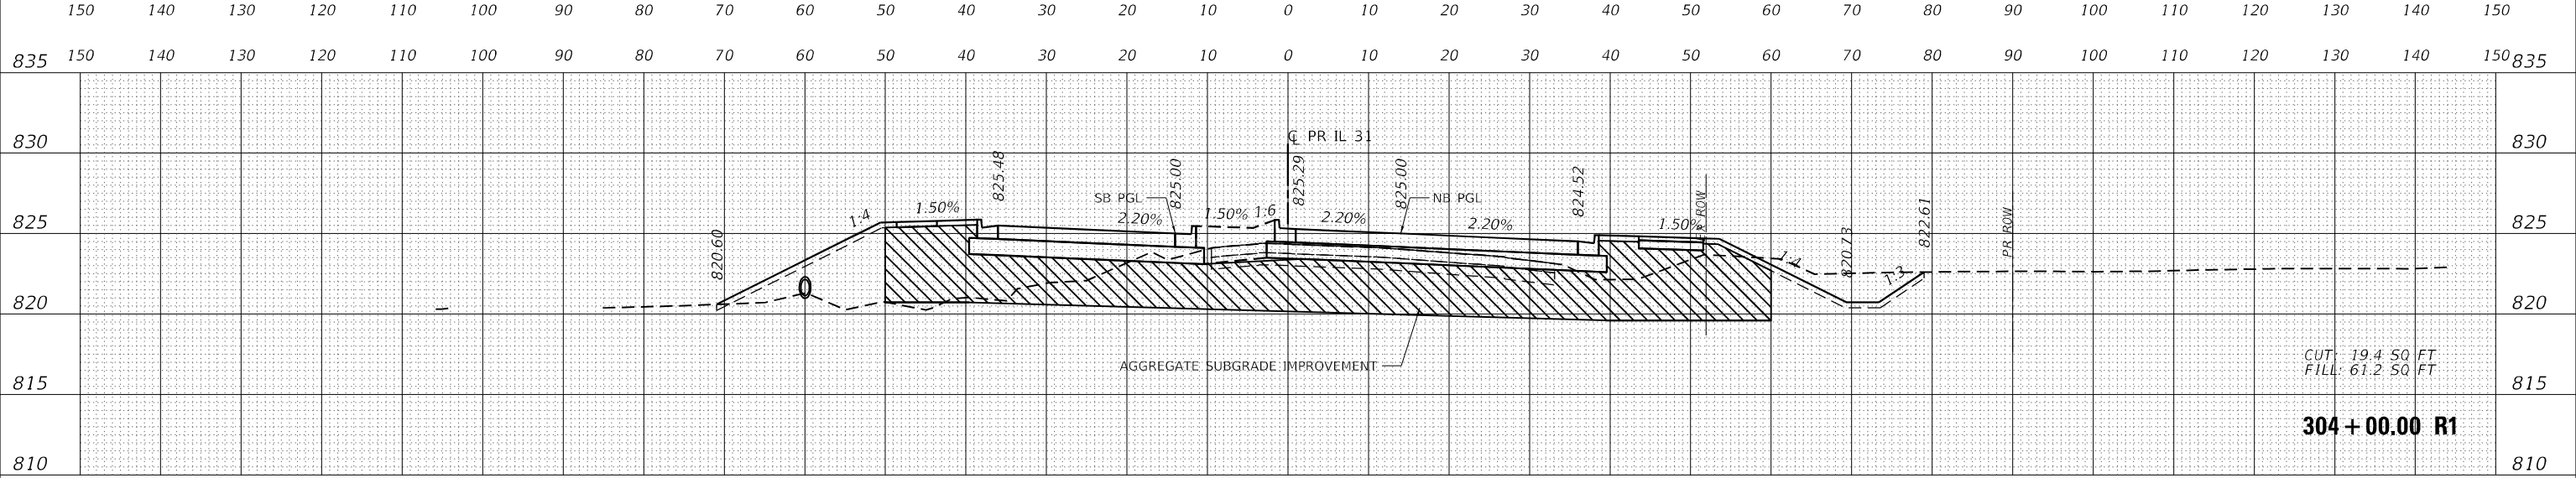 150 140 130 120 110 100 90 80 70 60 50 40 30 20 10 0 10 20 30 40 50 60 70 80 90 100 110 120 130 140 150
150 140 130 120 110 100 90 80 70 60 50 40 30 20 10 0 10 20 30 40 50 60 70 80 90 100 110 120 130 140 150
835 835
830 ℄ PR IL 31 830
825.48
825.00
825.29
825.00
824.52
SB PGL
NB PGL
1:4 1.50% 2.20% 1.50% 1:6 2.20% 2.20% 1.50%
825 825
EX ROW
PR ROW
820.60
820.73
822.61
1:4
1:3
820 820
AGGREGATE SUBGRADE IMPROVEMENT
CUT: 19.4 SQ FT
FILL: 61.2 SQ FT
815 815
304+00.00 R1
810 810